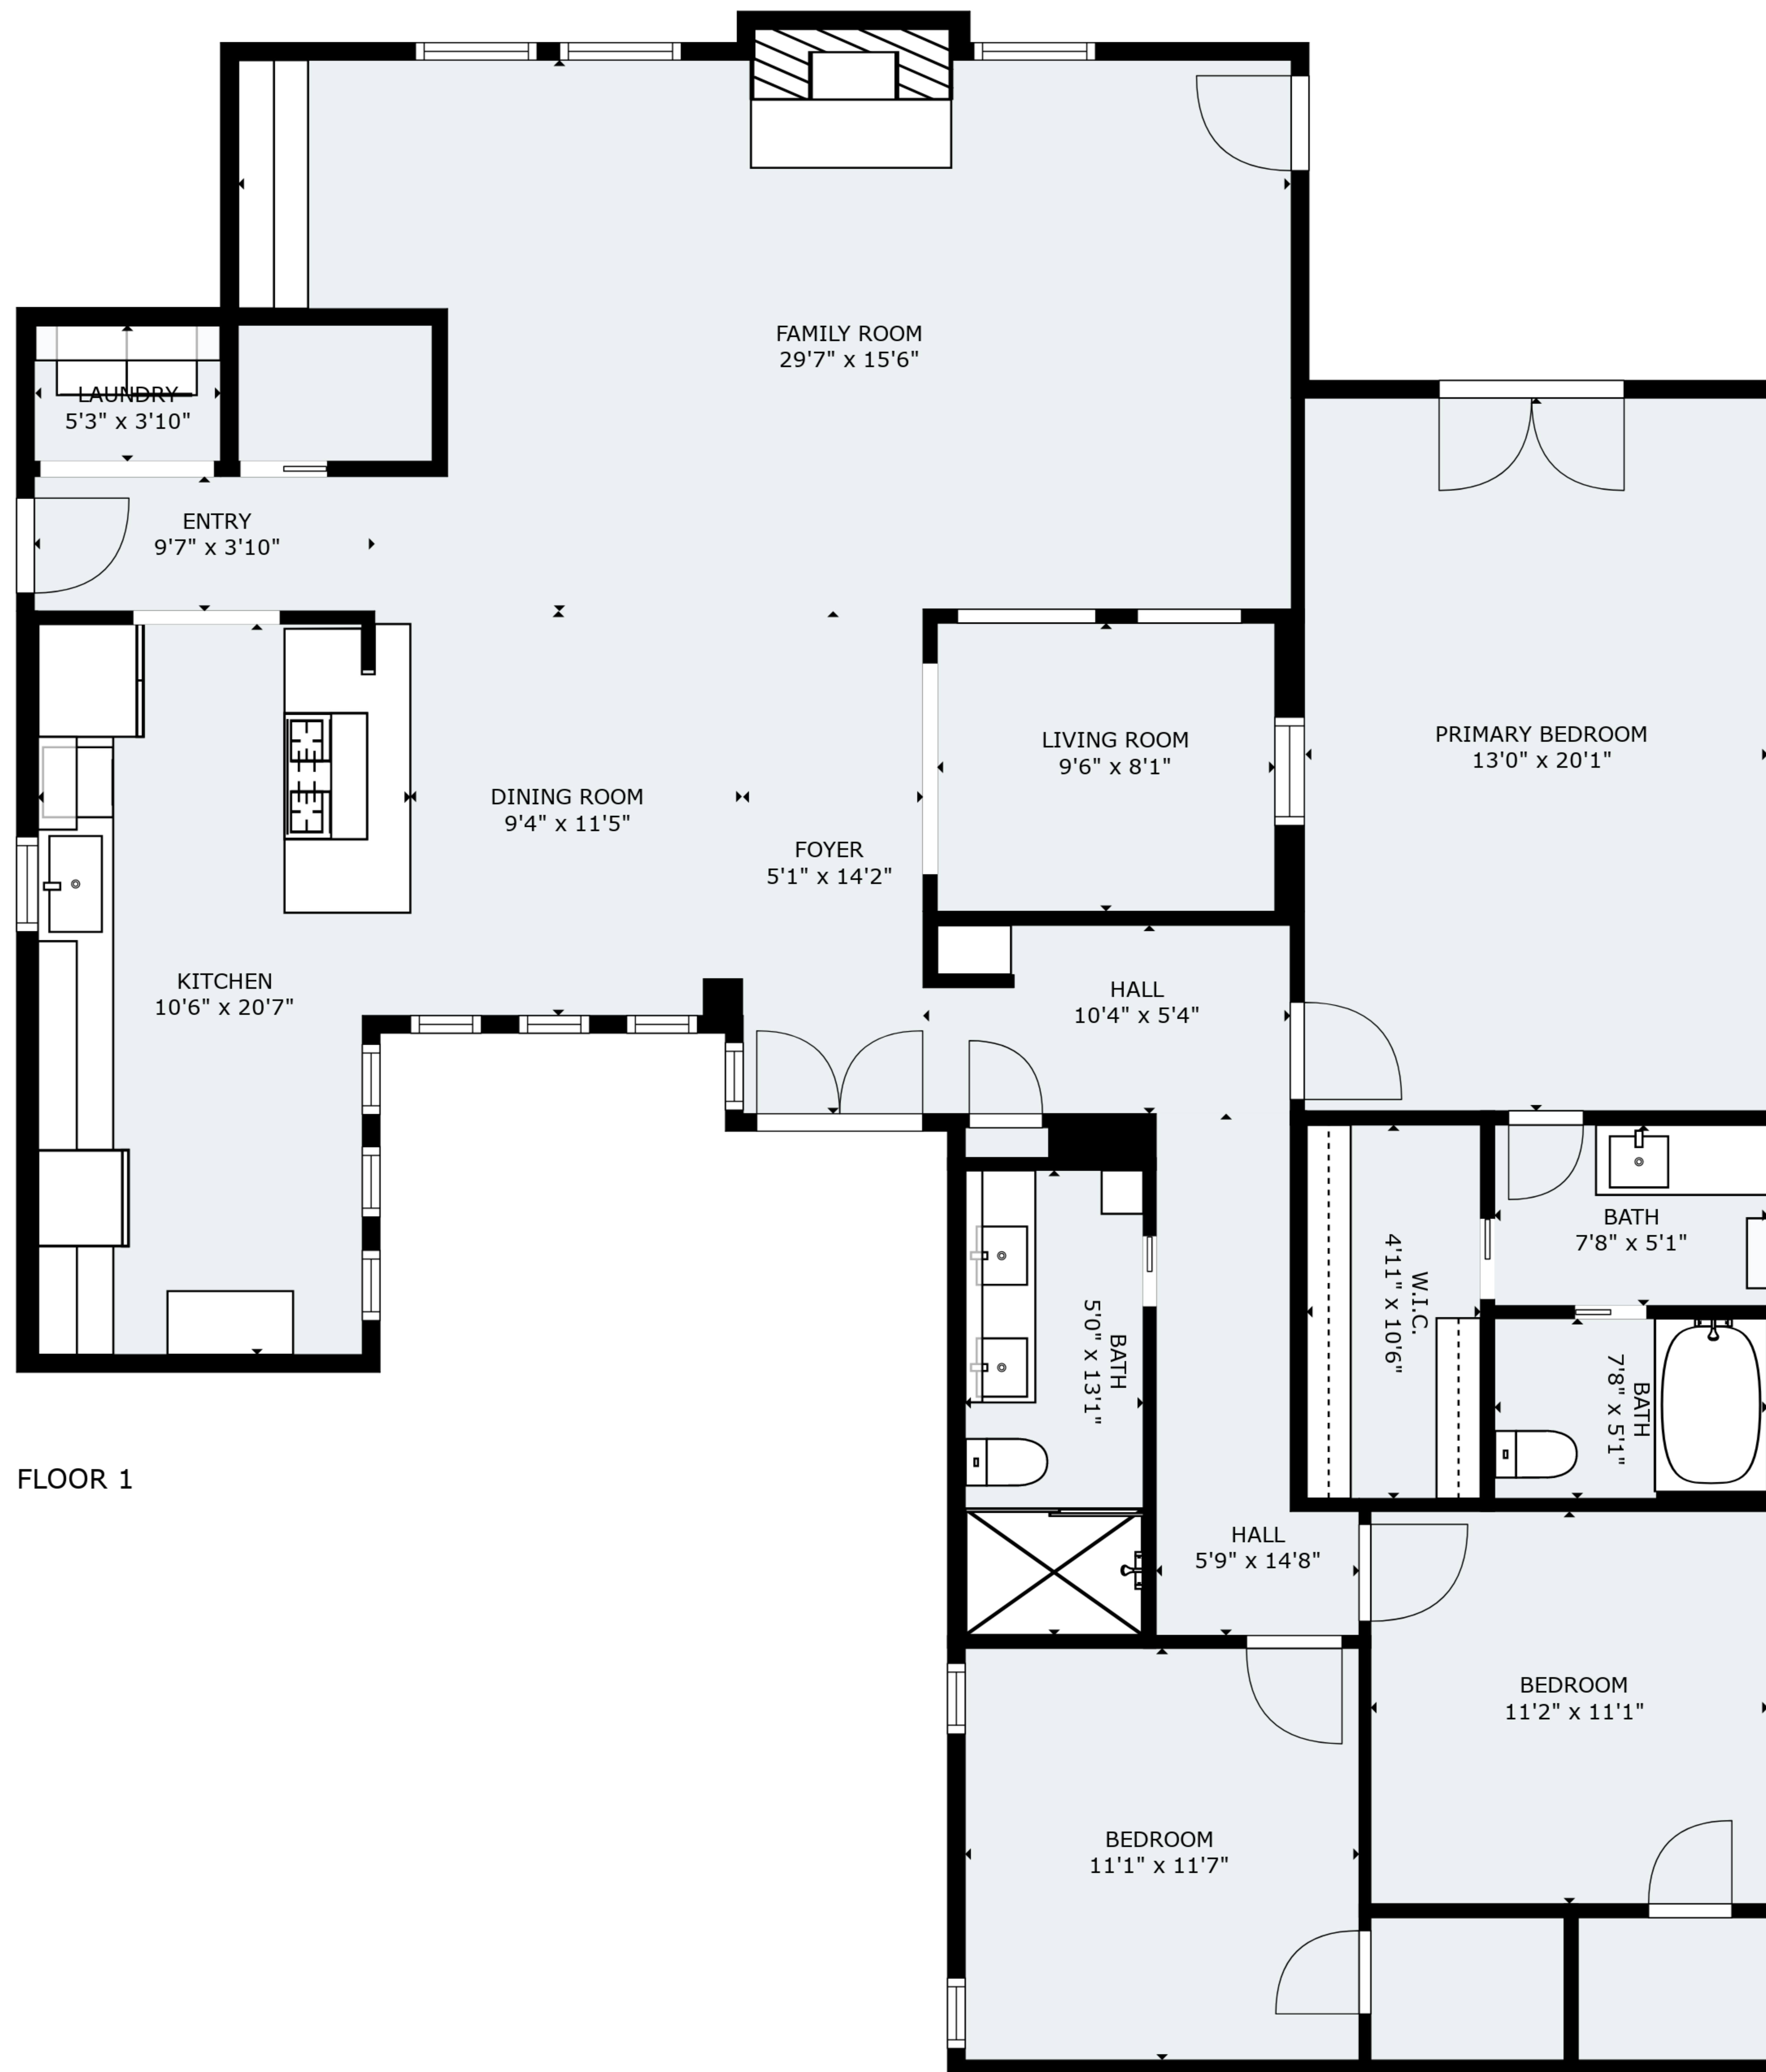 FAMILY ROOM
29'7" x 15'6"
LAUNDRY
5'3" x 3'10"
ENTRY
9'7" x 3'10"
LIVING ROOM
9'6" x 8'1"
PRIMARY BEDROOM
13'0" x 20'1"
DINING ROOM
9'4" x 11'5"
FOYER
5'1" x 14'2"
KITCHEN
10'6" x 20'7"
HALL
10'4" x 5'4"
BATH
7'8" x 5'1"
W.I.C.
4'11" x 10'6"
BATH
5'0" x 13'1"
BATH
7'8" x 5'1"
FLOOR 1
HALL
5'9" x 14'8"
BEDROOM
11'2" x 11'1"
BEDROOM
11'1" x 11'7"